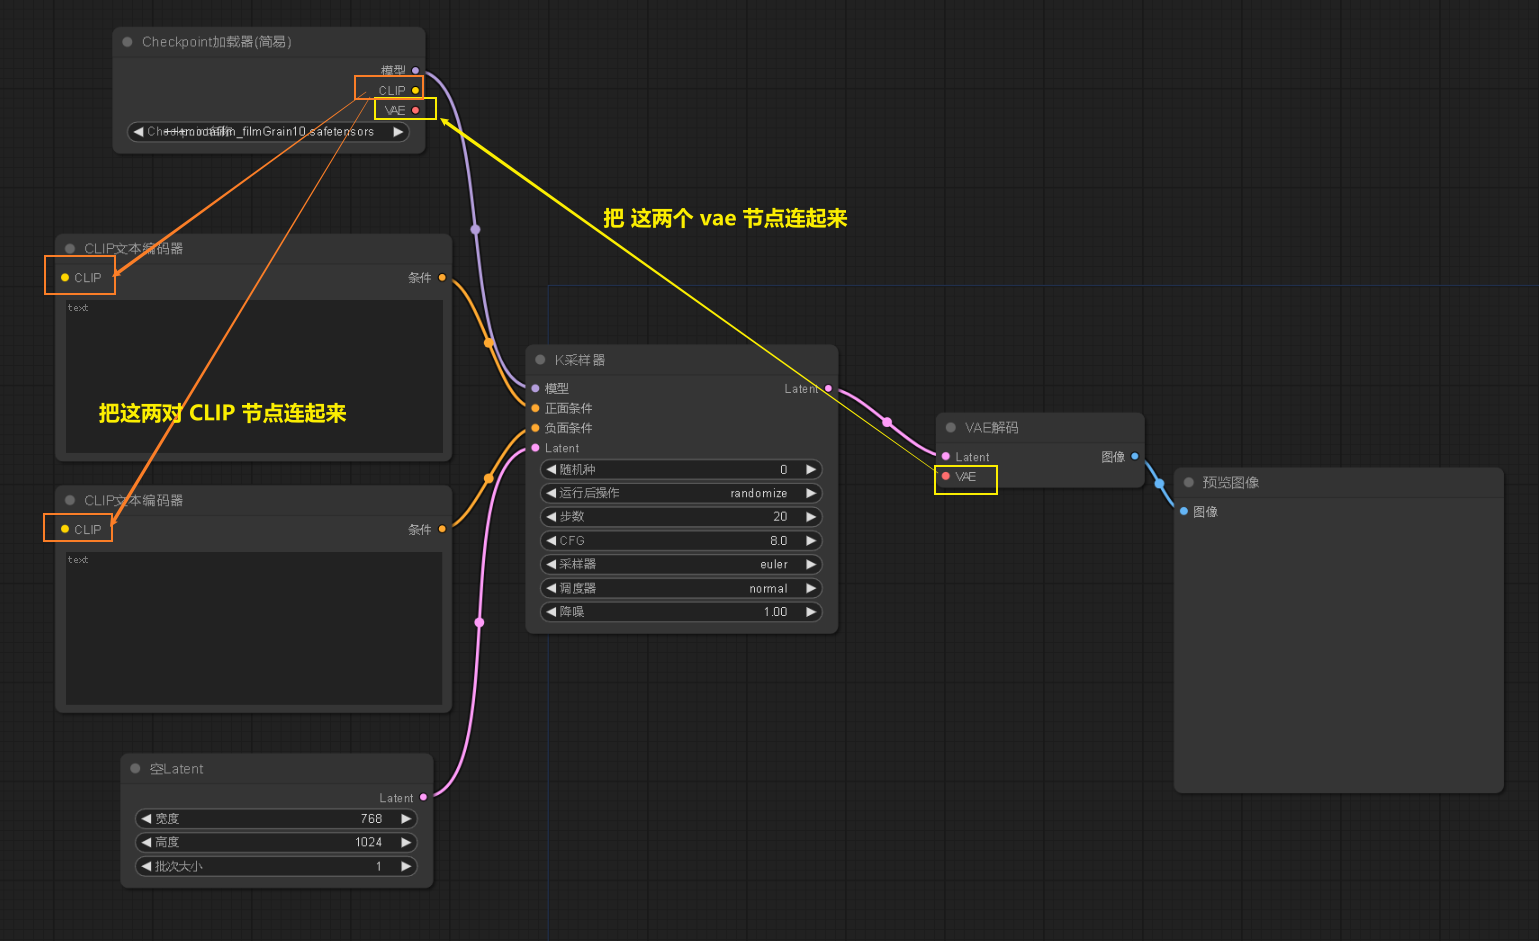 Checkpoint加载器(简易)
模型
CLIP
VAE
filmGrain10.safetensors
把 这两个 vae 节点连起来
CLIP文本编码器
CLIP
条件
text
把这两对 CLIP 节点连起来
CLIP文本编码器
CLIP
条件
text
K采样器
模型
Latent
正面条件
负面条件
Latent
随机种 0
运行后操作 randomize
步数 20
CFG 8.0
采样器 euler
调度器 normal
降噪 1.00
VAE解码
Latent
图像
VAE
预览图像
图像
空Latent
Latent
宽度 768
高度 1024
批次大小 1